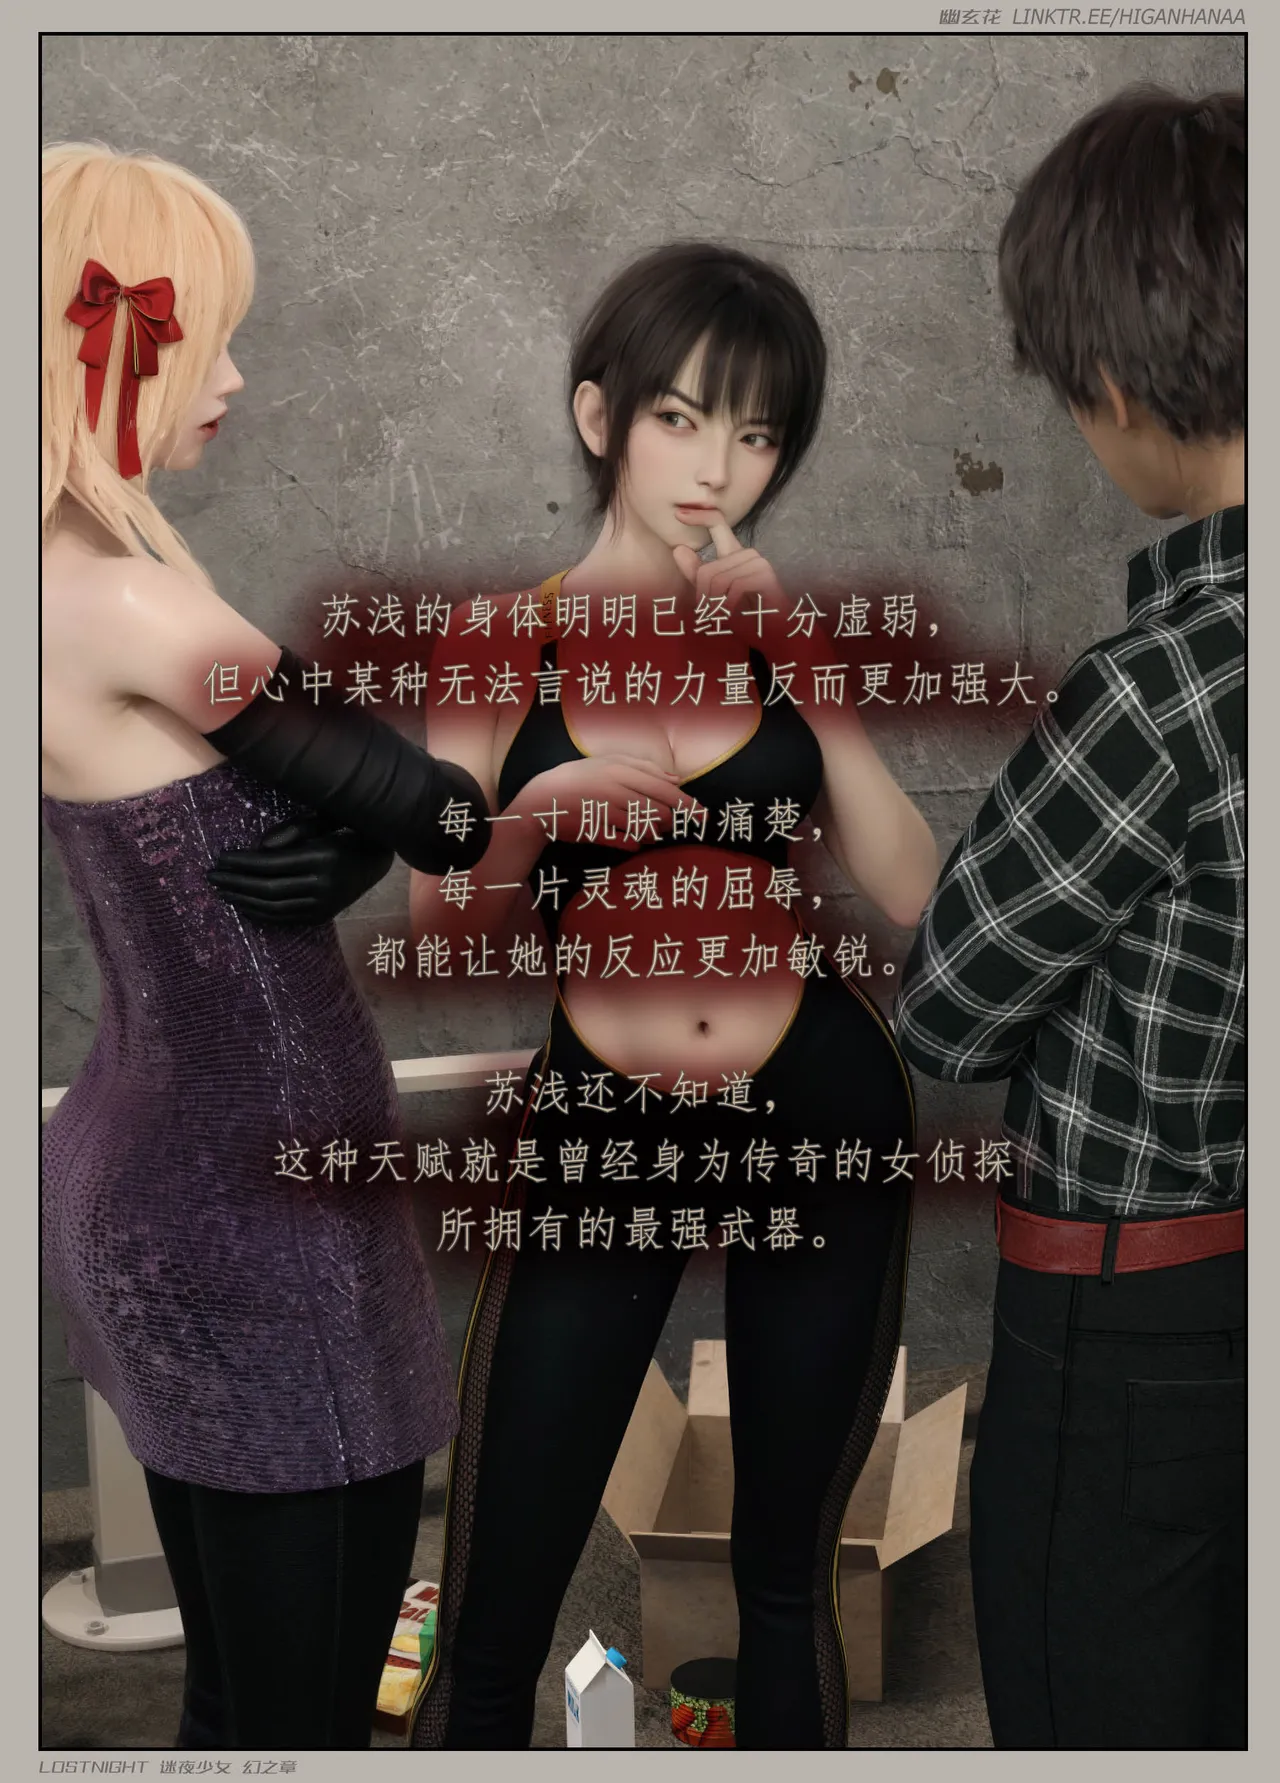 幽玄花 LINKTR.EE/HIGANHANAA
苏浅的身体明明已经十分虚弱，
但心中某种无法言说的力量反而更加强大。
每一寸肌肤的痛楚，
每一片灵魂的屈辱，
都能让她的反应更加敏锐。
苏浅还不知道，
这种天赋就是曾经身为传奇的女侦探
所拥有的最强武器。
LOSTNIGHT 迷夜少女 幻之章